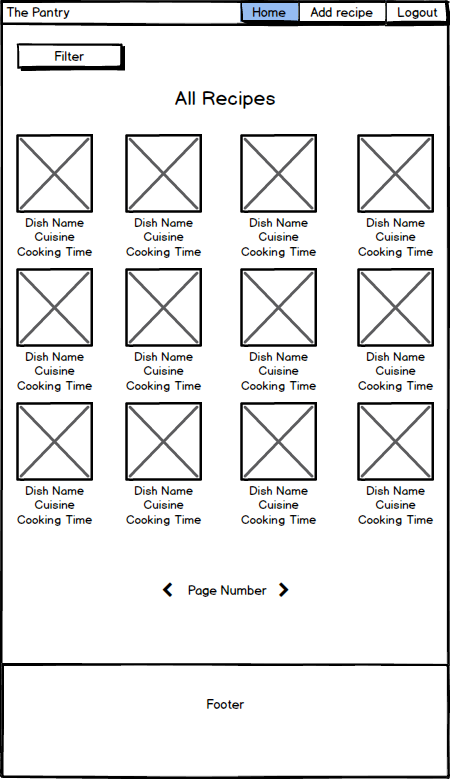 The Pantry Home Add recipe Logout
Filter
All Recipes
Dish Name Dish Name Dish Name Dish Name
Cuisine Cuisine Cuisine Cuisine
Cooking Time Cooking Time Cooking Time Cooking Time
Dish Name Dish Name Dish Name Dish Name
Cuisine Cuisine Cuisine Cuisine
Cooking Time Cooking Time Cooking Time Cooking Time
Dish Name Dish Name Dish Name Dish Name
Cuisine Cuisine Cuisine Cuisine
Cooking Time Cooking Time Cooking Time Cooking Time
Page Number
Footer